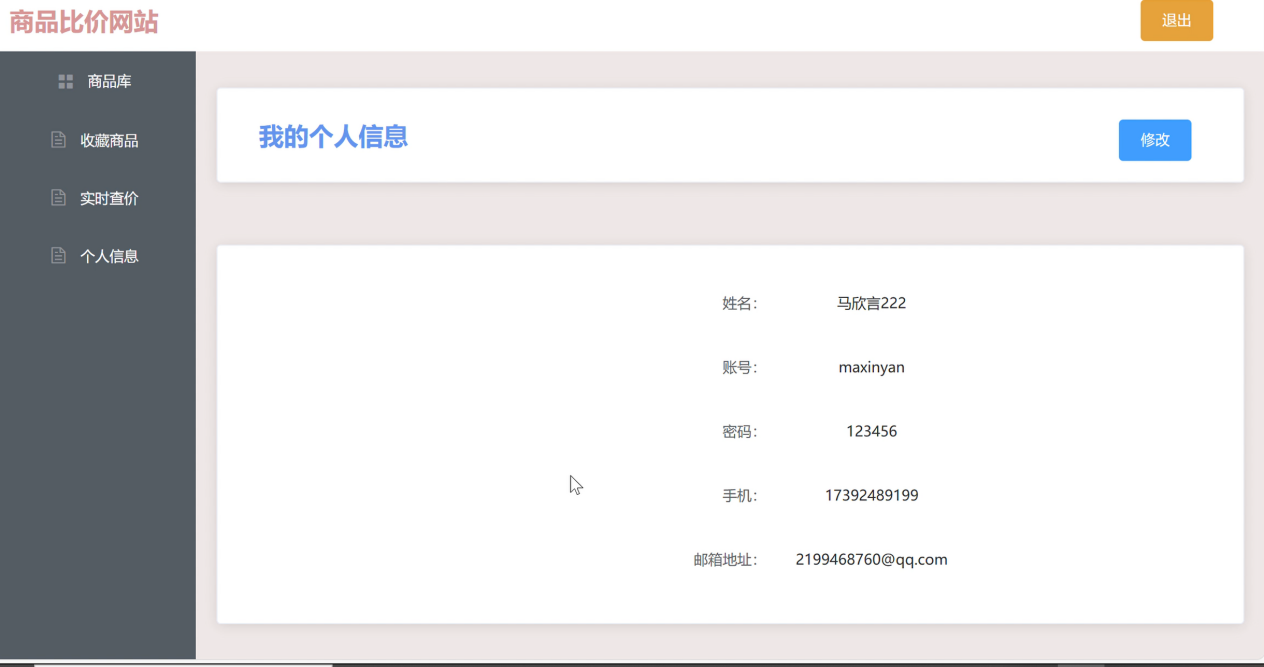 商品比价网站
退出
商品库
收藏商品
实时查价
个人信息
我的个人信息
修改
姓名： 马欣言222
账号： maxinyan
密码： 123456
手机： 17392489199
邮箱地址： 2199468760@qq.com